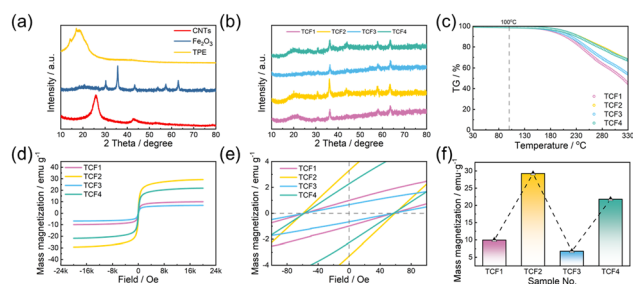 (a)
CNTs
Fe2O3
TPE
Intensity / a.u.
10 20 30 40 50 60 70 80
2 Theta / degree
(b)
TCF1 TCF2 TCF3 TCF4
Intensity / a.u.
10 20 30 40 50 60 70 80
2 Theta / degree
(c)
100°C
TCF1
TCF2
TCF3
TCF4
TG / %
100
80
60
40
20
0
30 80 130 180 230 280 330
Temperature / °C
(d)
TCF1
TCF2
TCF3
TCF4
Mass magnetization / emu g-1
40
30
20
10
0
-10
-20
-30
-40
-24k -16k -8k 0 8k 16k 24k
Field / Oe
(e)
TCF1
TCF2
TCF3
TCF4
Mass magnetization / emu g-1
4
2
0
-2
-4
-100 -50 0 50 100
Field / Oe
(f)
Mass magnetization / emu·g-1
35
30
25
20
15
10
5
TCF1 TCF2 TCF3 TCF4
Sample No.